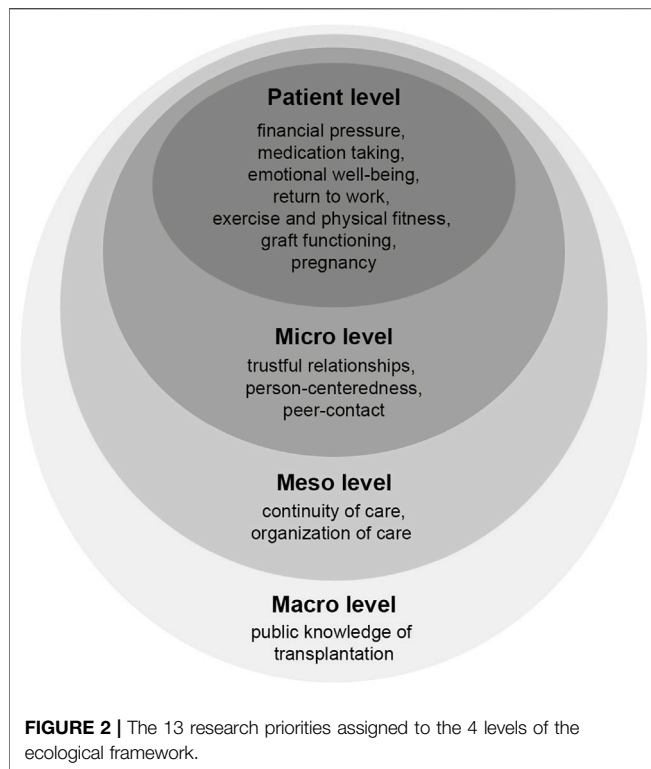 Patient level
financial pressure,
medication taking,
emotional well-being,
return to work,
exercise and physical fitness,
graft functioning,
pregnancy
Micro level
trustful relationships,
person-centeredness,
peer-contact
Meso level
continuity of care,
organization of care
Macro level
public knowledge of
transplantation
FIGURE 2 | The 13 research priorities assigned to the 4 levels of the
ecological framework.